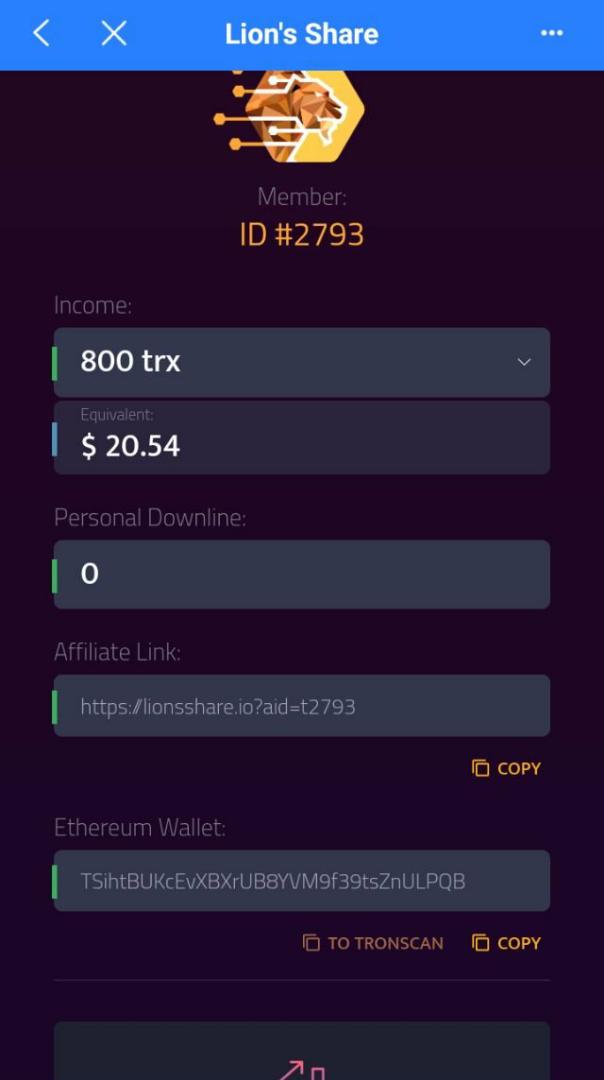 Lion's Share
Member:
ID #2793
Income:
800 trx
Equivalent:
$ 20.54
Personal Downline:
0
Affiliate Link:
https://lionsshare.io?aid=t2793
COPY
Ethereum Wallet:
TSihtBUKcEvXBXrUB8YVM9f39tsZnULPQB
TO TRONSCAN COPY